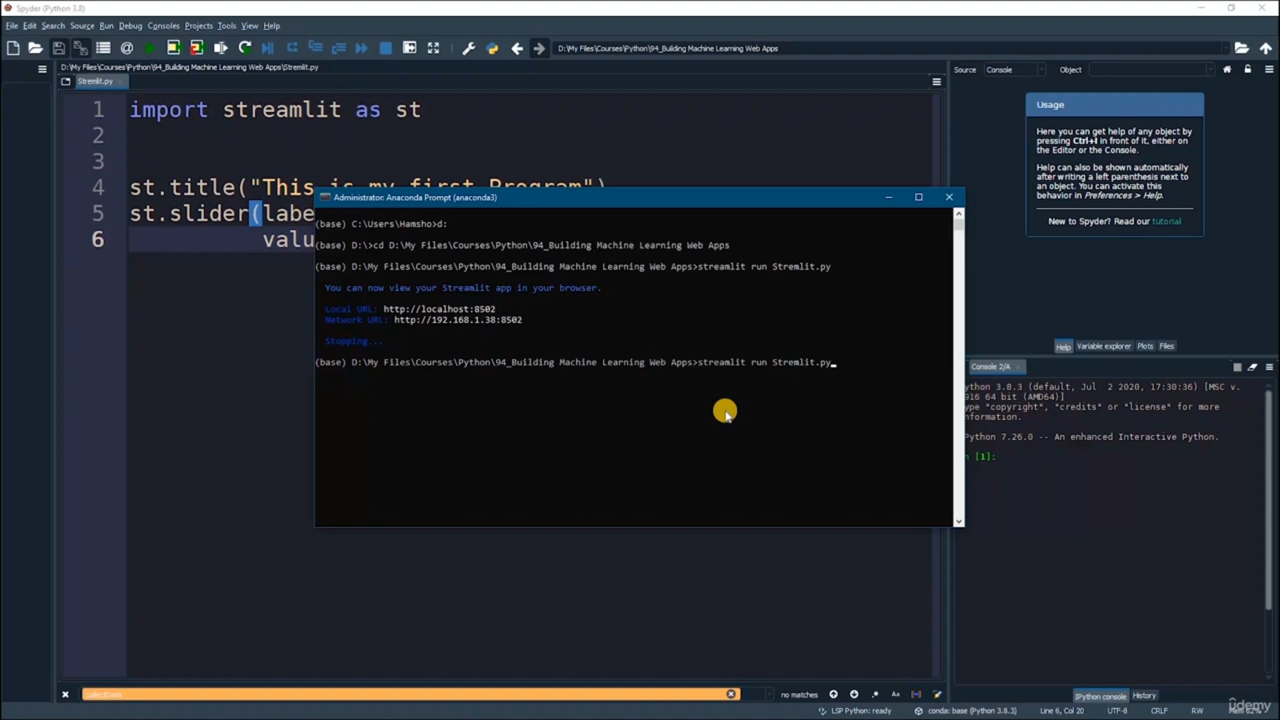 Spyder (Python 3.8)
File Edit Search Source Run Debug Consoles Projects Tools View Help
D:\My Files\Courses\Python\94_Building Machine Learning Web Apps
D:\My Files\Courses\Python\94_Building Machine Learning Web Apps\Stremlit.py
Stremlit.py
1 import streamlit as st
2
3
4 st.title("This is my first Program")
5 st.slider(labe
6 valu
Administrator: Anaconda Prompt (anaconda3)
(base) C:\Users\Hamsho>d:
(base) D:\>cd D:\My Files\Courses\Python\94_Building Machine Learning Web Apps
(base) D:\My Files\Courses\Python\94_Building Machine Learning Web Apps>streamlit run Stremlit.py
You can now view your Streamlit app in your browser.
Local URL: http://localhost:8502
Network URL: http://192.168.1.38:8502
Stopping...
(base) D:\My Files\Courses\Python\94_Building Machine Learning Web Apps>streamlit run Stremlit.py
Source Console Object
Usage
Here you can get help of any object by
pressing Ctrl+I in front of it, either on
the Editor or the Console.
Help can also be shown automatically
after writing a left parenthesis next to
an object. You can activate this
behavior in Preferences > Help.
New to Spyder? Read our tutorial
Help Variable explorer Plots Files
Console 2/A
ython 3.8.3 (default, Jul 2 2020, 17:30:36) [MSC v.
916 64 bit (AMD64)]
ype "copyright", "credits" or "license" for more
nformation.
Python 7.26.0 -- An enhanced Interactive Python.
n [1]:
IPython console History
no matches Aa
LSP Python: ready conda: base (Python 3.8.3) Line 6, Col 20 UTF-8 CRLF RW
ûdemy